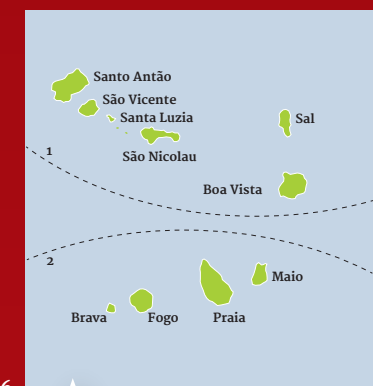 Santo Antão
São Vicente
Santa Luzia
Sal
São Nicolau
1
Boa Vista
2
Maio
Brava
Fogo
Praia
6